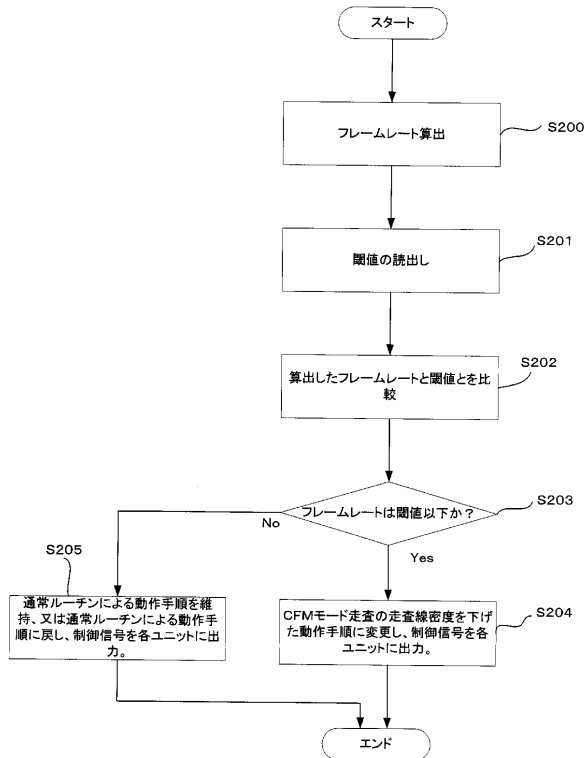 スタート
フレームレート算出
S200
閾値の読出し
S201
算出したフレームレートと閾値とを比
較
S202
フレームレートは閾値以下か？
S203
No
Yes
S205
通常ルーチンによる動作手順を維
持、又は通常ルーチンによる動作手
順に戻し、制御信号を各ユニットに出
力。
CFMモード走査の走査線密度を下げ
た動作手順に変更し、制御信号を各
ユニットに出力。
S204
エンド